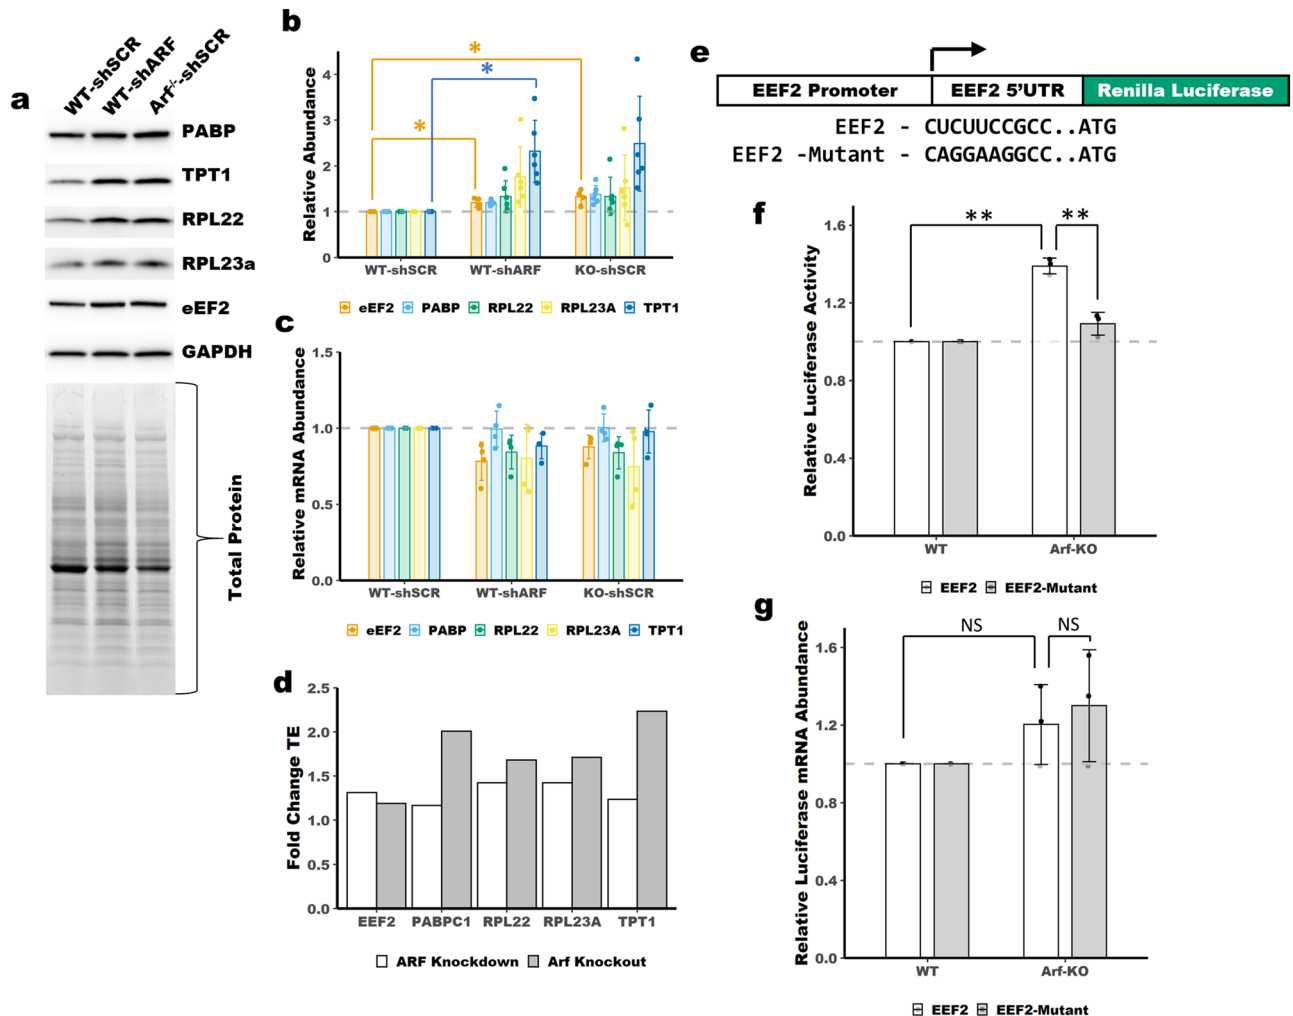 a
WT-shSCR
WT-shARF
Arf-/--shSCR
PABP
TPT1
RPL22
RPL23a
eEF2
GAPDH
Total Protein
b
Relative Abundance
4
3
2
1
0
*
*
*
WT-shSCR WT-shARF KO-shSCR
eEF2 PABP RPL22 RPL23A TPT1
c
Relative mRNA Abundance
1.5
1.0
0.5
0.0
WT-shSCR WT-shARF KO-shSCR
eEF2 PABP RPL22 RPL23A TPT1
d
Fold Change TE
2.5
2.0
1.5
1.0
0.5
0.0
EEF2 PABPC1 RPL22 RPL23A TPT1
ARF Knockdown Arf Knockout
e
EEF2 Promoter EEF2 5'UTR Renilla Luciferase
EEF2 - CUCUUCCGCC..ATG
EEF2 -Mutant - CAGGAAGGCC..ATG
f
Relative Luciferase Activity
1.6
1.2
0.8
0.4
0.0
** **
WT Arf-KO
EEF2 EEF2-Mutant
g
Relative Luciferase mRNA Abundance
1.6
1.2
0.8
0.4
0.0
NS NS
WT Arf-KO
EEF2 EEF2-Mutant